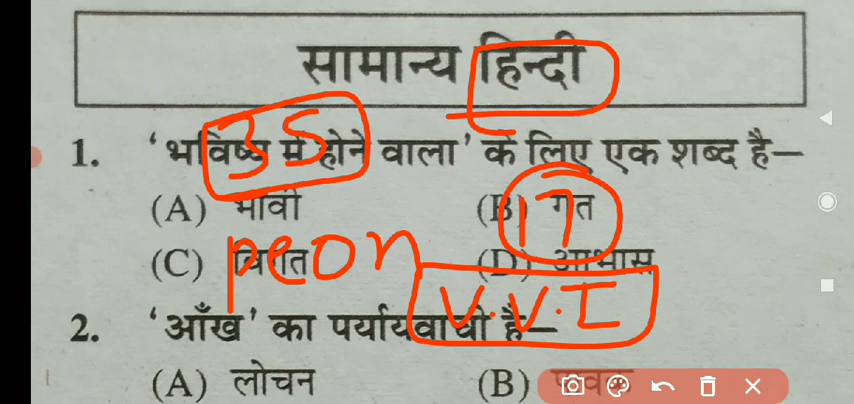 सामान्य हिन्दी
35
1. ‘भविष्य में होने वाला’ के लिए एक शब्द है—
(A) भावी (B) गत
17
(C) विगत (D) आभास
peon
V.V.I
2. ‘आँख’ का पर्यायवाची है—
(A) लोचन (B)